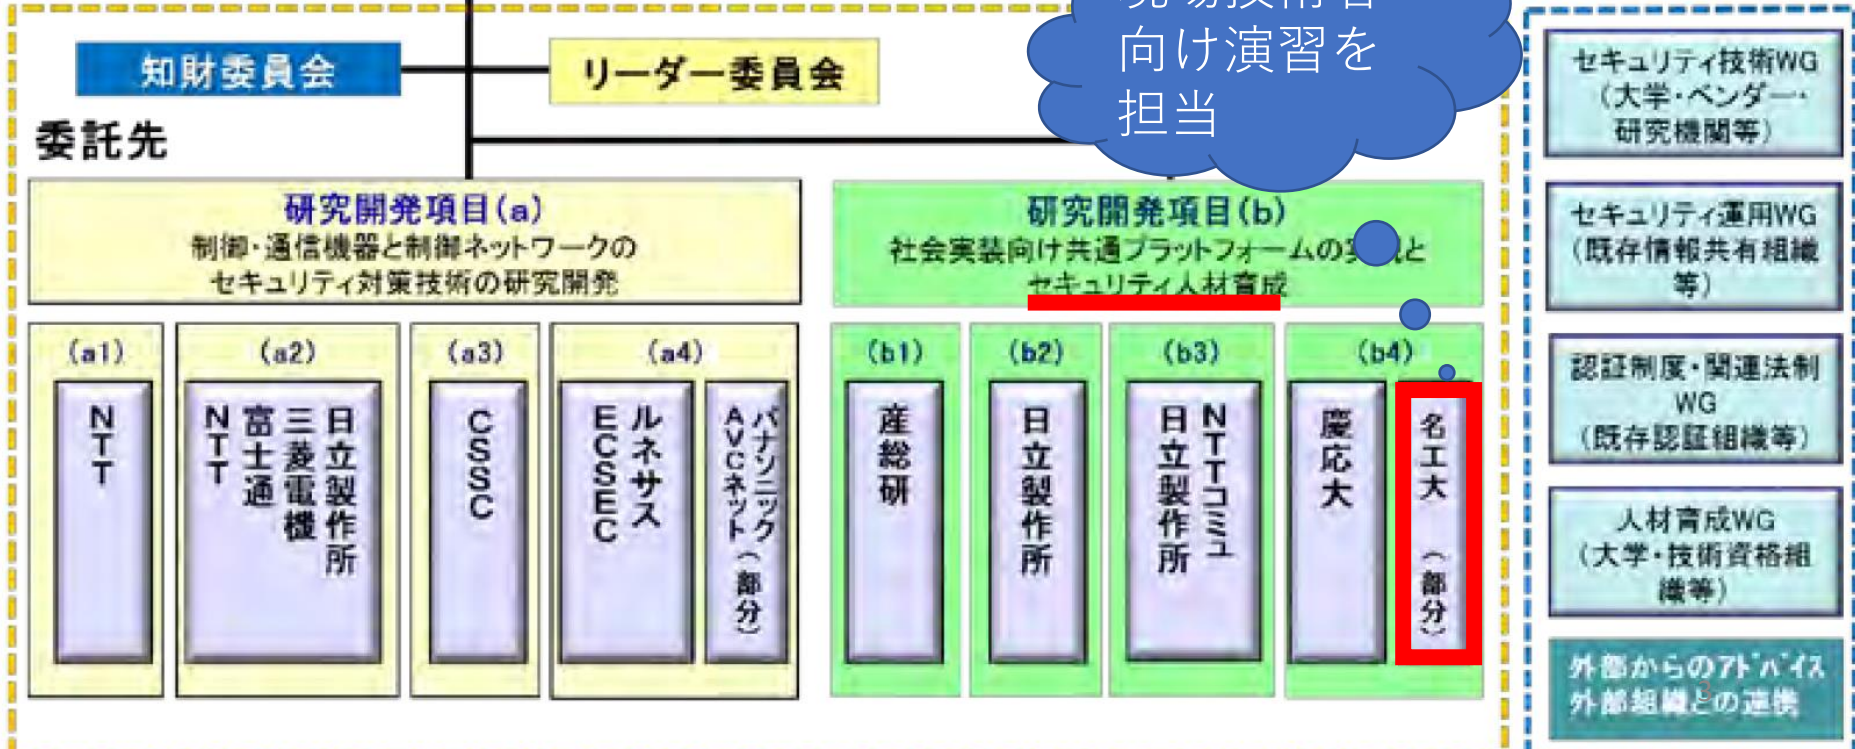 向け演習を
担当
知財委員会
リーダー委員会
委託先
研究開発項目(a)
制御・通信機器と制御ネットワークの
セキュリティ対策技術の研究開発
(a1)
NTT
(a2)
日立製作所
三菱電機
富士通
NTT
(a3)
CSSC
(a4)
ルネサス
ECSEC
パナソニック
AVCネット(部分)
研究開発項目(b)
社会実装向け共通プラットフォームの実 と
セキュリティ人材育成
(b1)
産総研
(b2)
日立製作所
(b3)
NTTコミュ
日立製作所
(b4)
慶応大
名工大 (部分)
セキュリティ技術WG
(大学・ベンダー・
研究機関等)
セキュリティ運用WG
(既存情報共有組織
等)
認証制度・関連法制
WG
(既存認証組織等)
人材育成WG
(大学・技術資格組
織等)
外部からのアドバイス
外部組織との連携
3